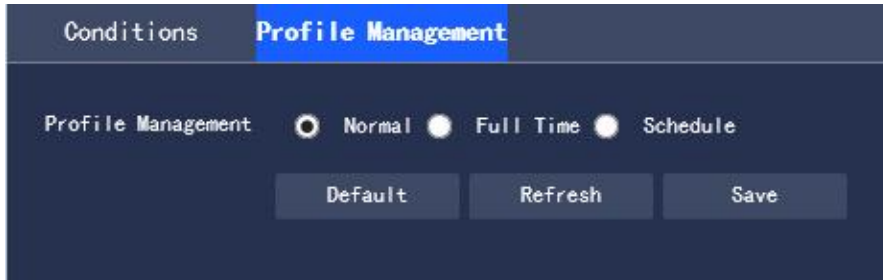 Conditions Profile Management
Profile Management Normal Full Time Schedule
Default Refresh Save